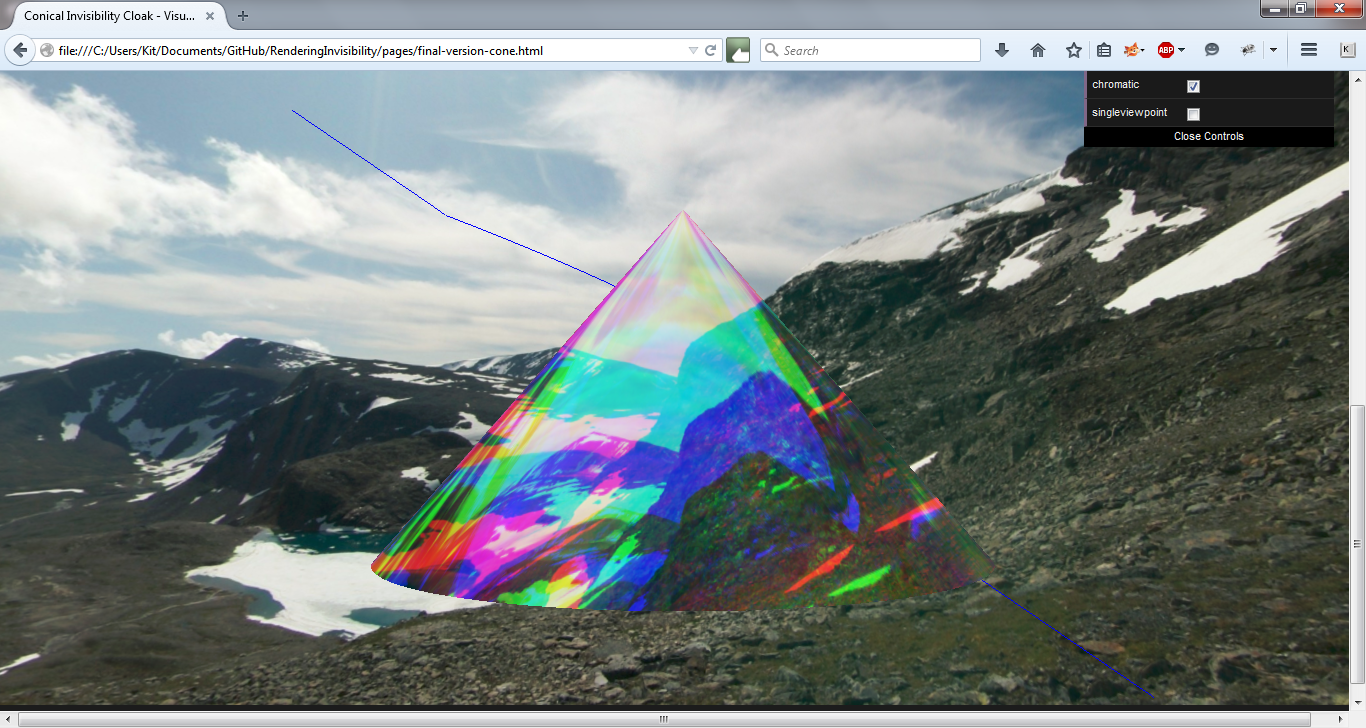 Conical Invisibility Cloak - Visu...
file:///C:/Users/Kit/Documents/GitHub/RenderingInvisibility/pages/final-version-cone.html
Search
ABP
K
chromatic
singleviewpoint
Close Controls